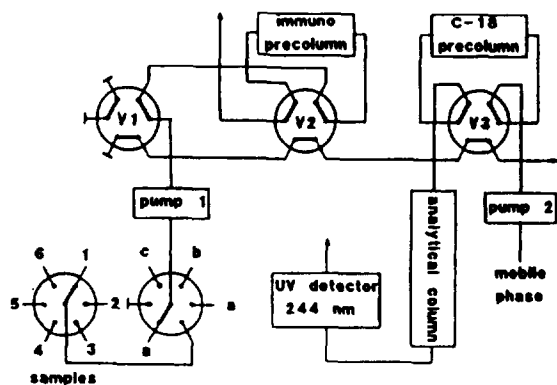 immuno
precolumn
C-18
precolumn
V1
V2
V3
pump 1
pump 2
analytical column
mobile
phase
UV detector
244 nm
c
b
a
a
6
1
5
2
4
3
samples